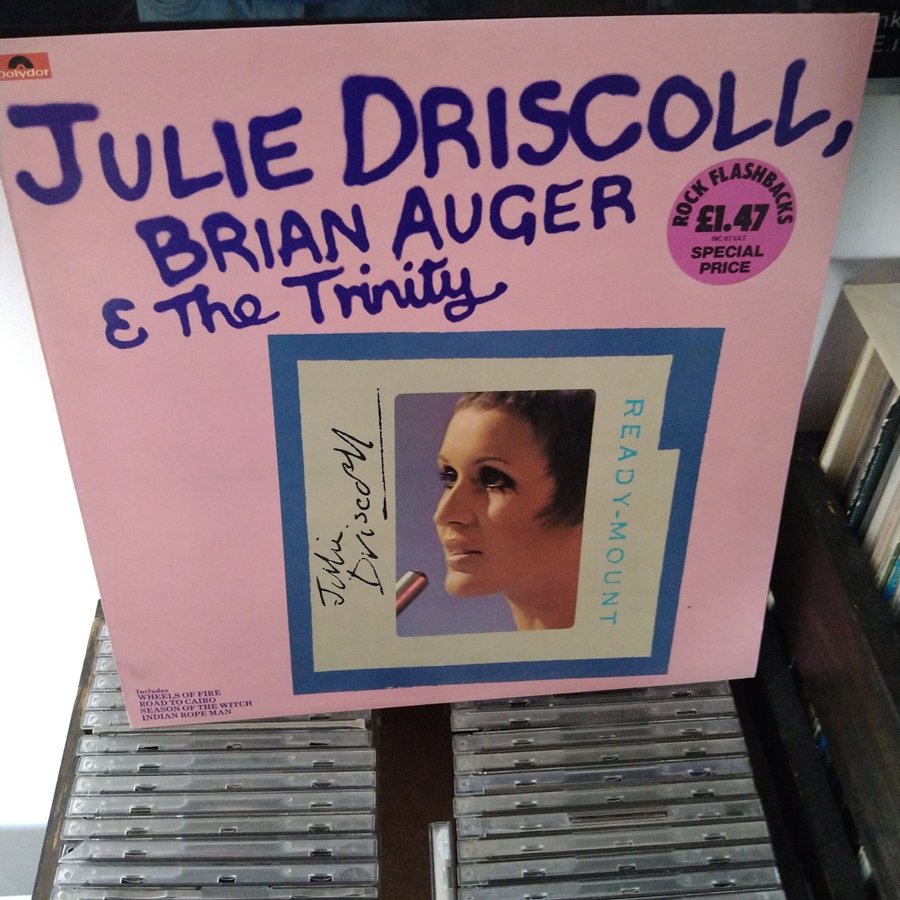 polydor
JULIE DRISCOLL,
BRIAN AUGER
& The Trinity
ROCK FLASHBACKS
£1.47
SPECIAL
PRICE
Julie
Driscoll
READY-MOUNT
Includes
WHEELS OF FIRE
ROAD TO CAIRO
SEASON OF THE WITCH
INDIAN ROPE MAN